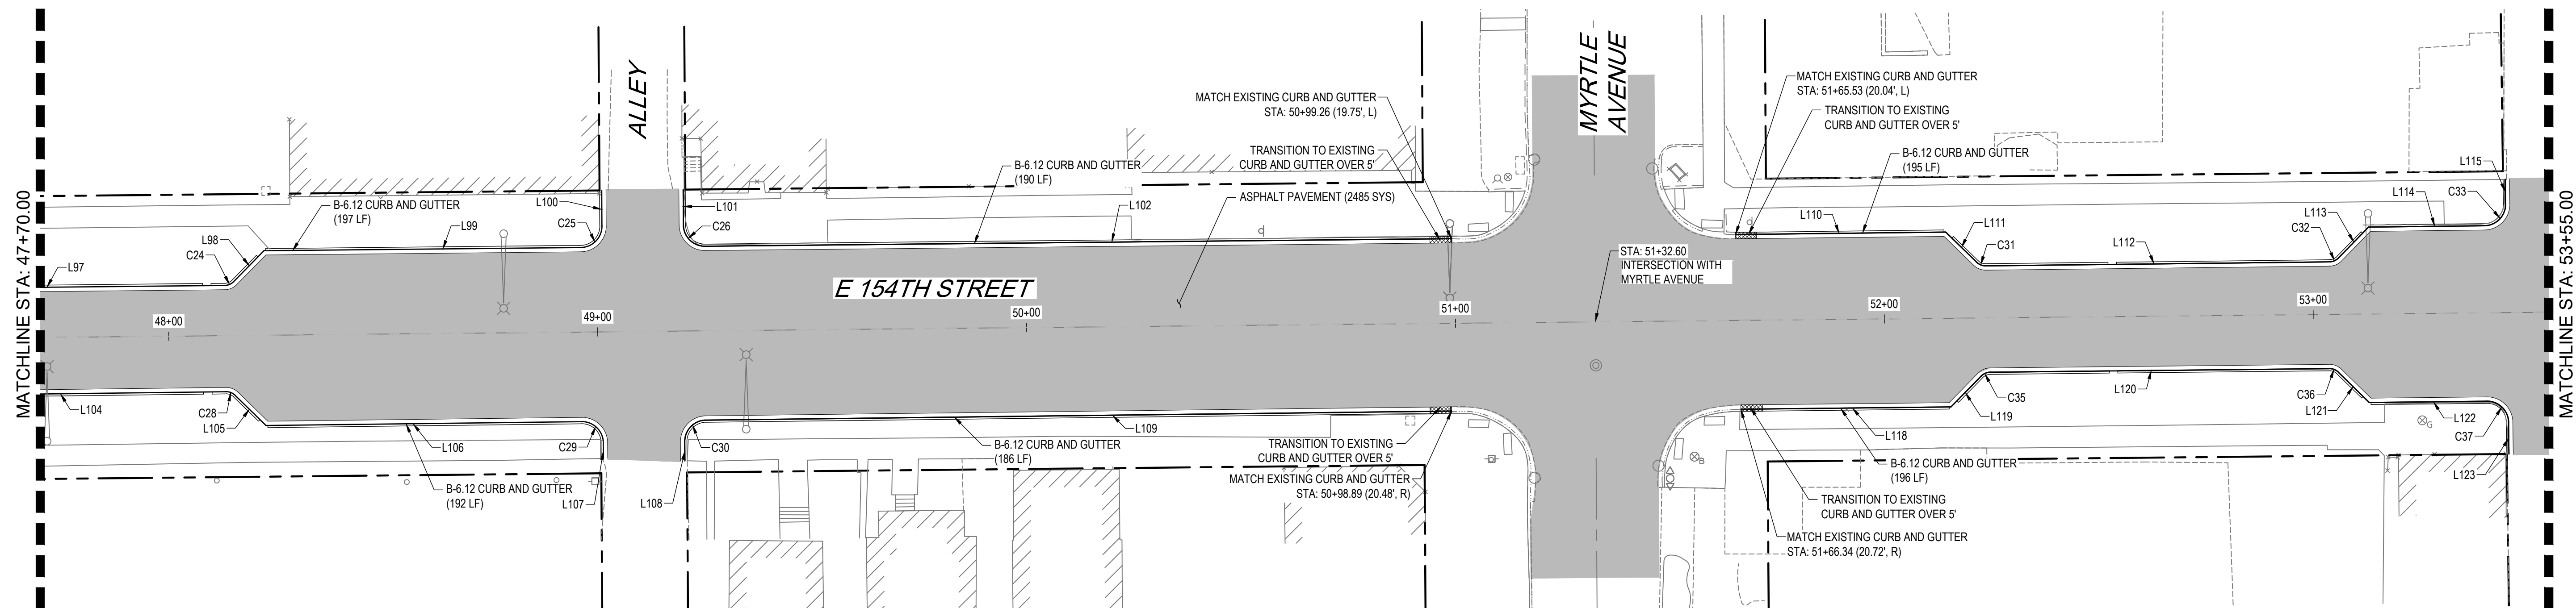 MATCHLINE STA: 47+70.00
ALLEY
MYRTLE
AVENUE
MATCH EXISTING CURB AND GUTTER
STA: 50+99.26 (19.75', L)
TRANSITION TO EXISTING
CURB AND GUTTER OVER 5'
MATCH EXISTING CURB AND GUTTER
STA: 51+65.53 (20.04', L)
TRANSITION TO EXISTING
CURB AND GUTTER OVER 5'
B-6.12 CURB AND GUTTER
(197 LF)
L100
L101
B-6.12 CURB AND GUTTER
(190 LF)
ASPHALT PAVEMENT (2485 SYS)
B-6.12 CURB AND GUTTER
(195 LF)
L115
L97
C24
L98
L99
C25
C26
L102
L110
L111
C31
L112
C32
L113
L114
C33
E 154TH STREET
STA: 51+32.60
INTERSECTION WITH
MYRTLE AVENUE
48+00
49+00
50+00
51+00
52+00
53+00
L104
C28
L105
L106
C29
C30
L109
L118
L119
C35
L120
C36
L121
L122
C37
L123
B-6.12 CURB AND GUTTER
(192 LF)
L107
L108
B-6.12 CURB AND GUTTER
(186 LF)
TRANSITION TO EXISTING
CURB AND GUTTER OVER 5'
MATCH EXISTING CURB AND GUTTER
STA: 50+98.89 (20.48', R)
B-6.12 CURB AND GUTTER
(196 LF)
TRANSITION TO EXISTING
CURB AND GUTTER OVER 5'
MATCH EXISTING CURB AND GUTTER
STA: 51+66.34 (20.72', R)
B
G
MATCHLINE STA: 53+55.00